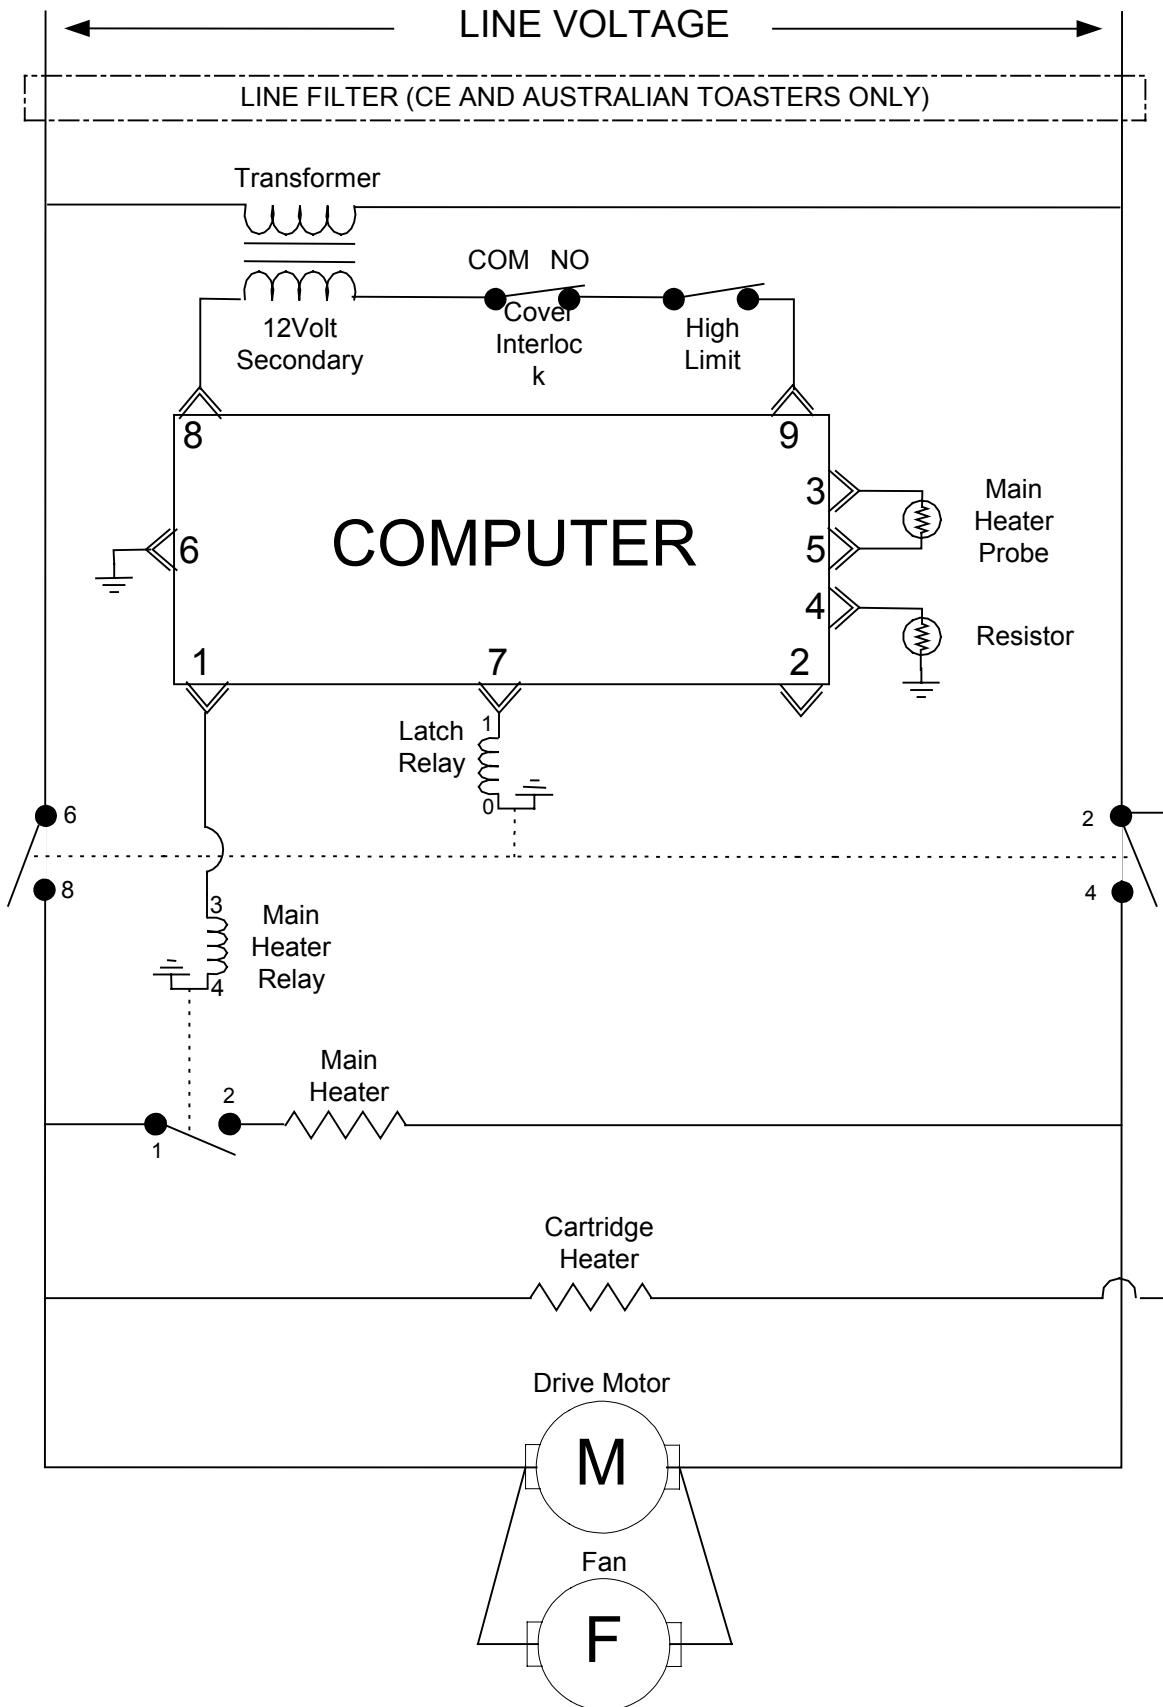 LINE VOLTAGE
LINE FILTER (CE AND AUSTRALIAN TOASTERS ONLY)
Transformer
COM NO
12Volt
Secondary
Cover
Interloc
k
High
Limit
8
9
3
Main
Heater
Probe
6
COMPUTER
5
4
Resistor
1
7
2
Latch
Relay
1
0
6
2
8
4
3
Main
Heater
Relay
4
Main
Heater
2
1
Cartridge
Heater
Drive Motor
M
Fan
F